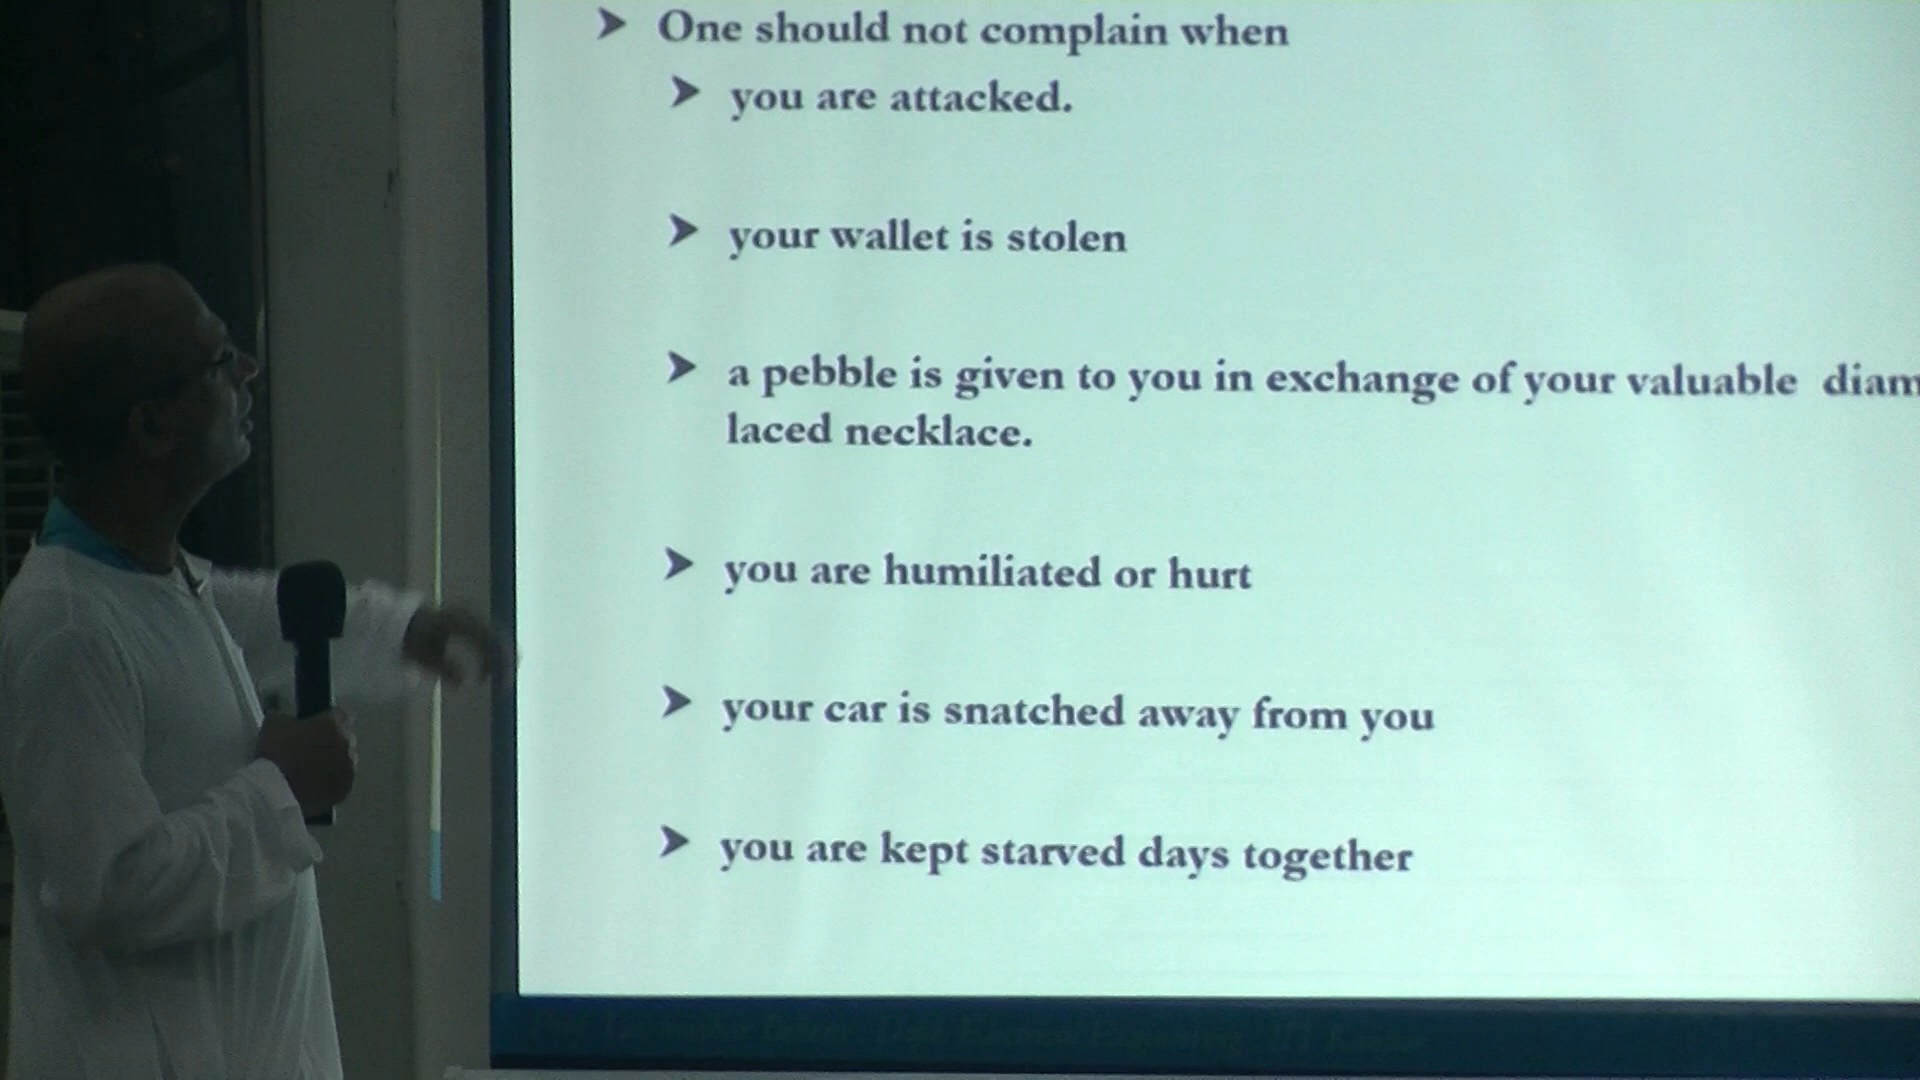 One should not complain when
you are attacked.
your wallet is stolen
a pebble is given to you in exchange of your valuable diam
laced necklace.
you are humiliated or hurt
your car is snatched away from you
you are kept starved days together